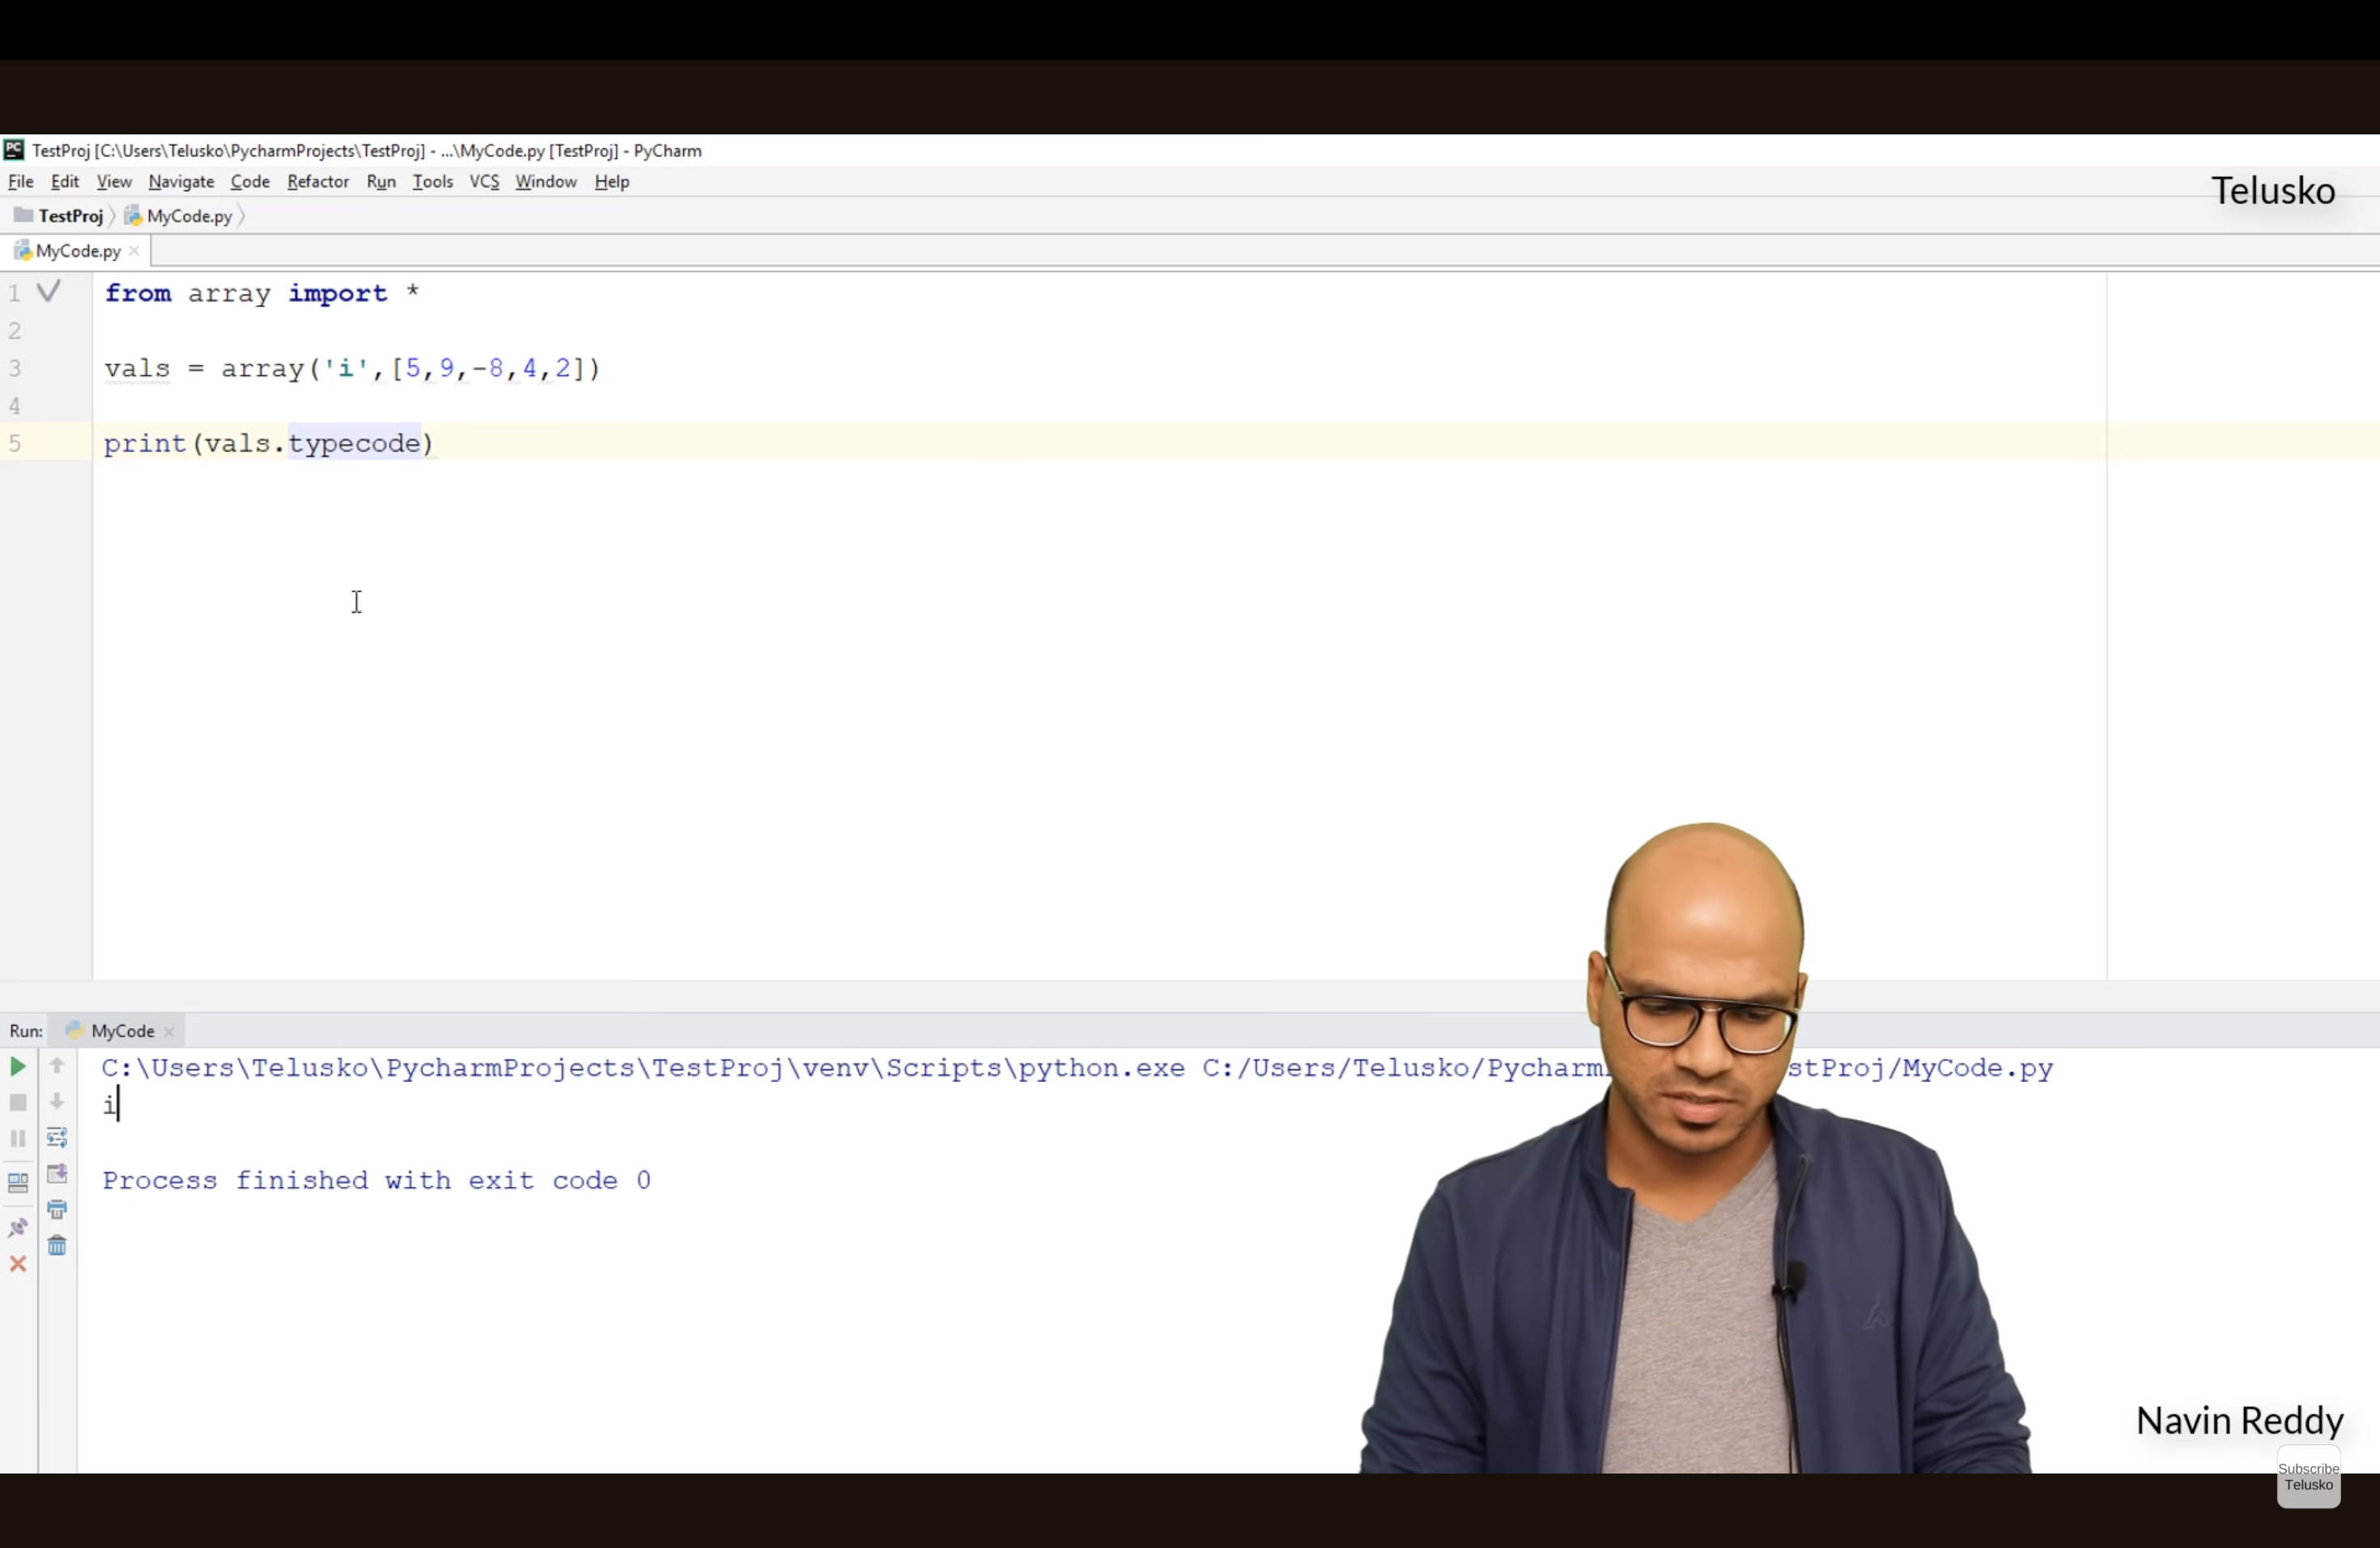 TestProj [C:\Users\Telusko\PycharmProjects\TestProj] - ...\MyCode.py [TestProj] - PyCharm
File Edit View Navigate Code Refactor Run Tools VCS Window Help
Telusko
TestProj MyCode.py
MyCode.py
1 from array import *
2
3 vals = array('i',[5,9,-8,4,2])
4
5 print(vals.typecode)
Run: MyCode
C:\Users\Telusko\PycharmProjects\TestProj\venv\Scripts\python.exe C:/Users/Telusko/Pycharm stProj/MyCode.py
i
Process finished with exit code 0
Navin Reddy
Subscribe
Telusko